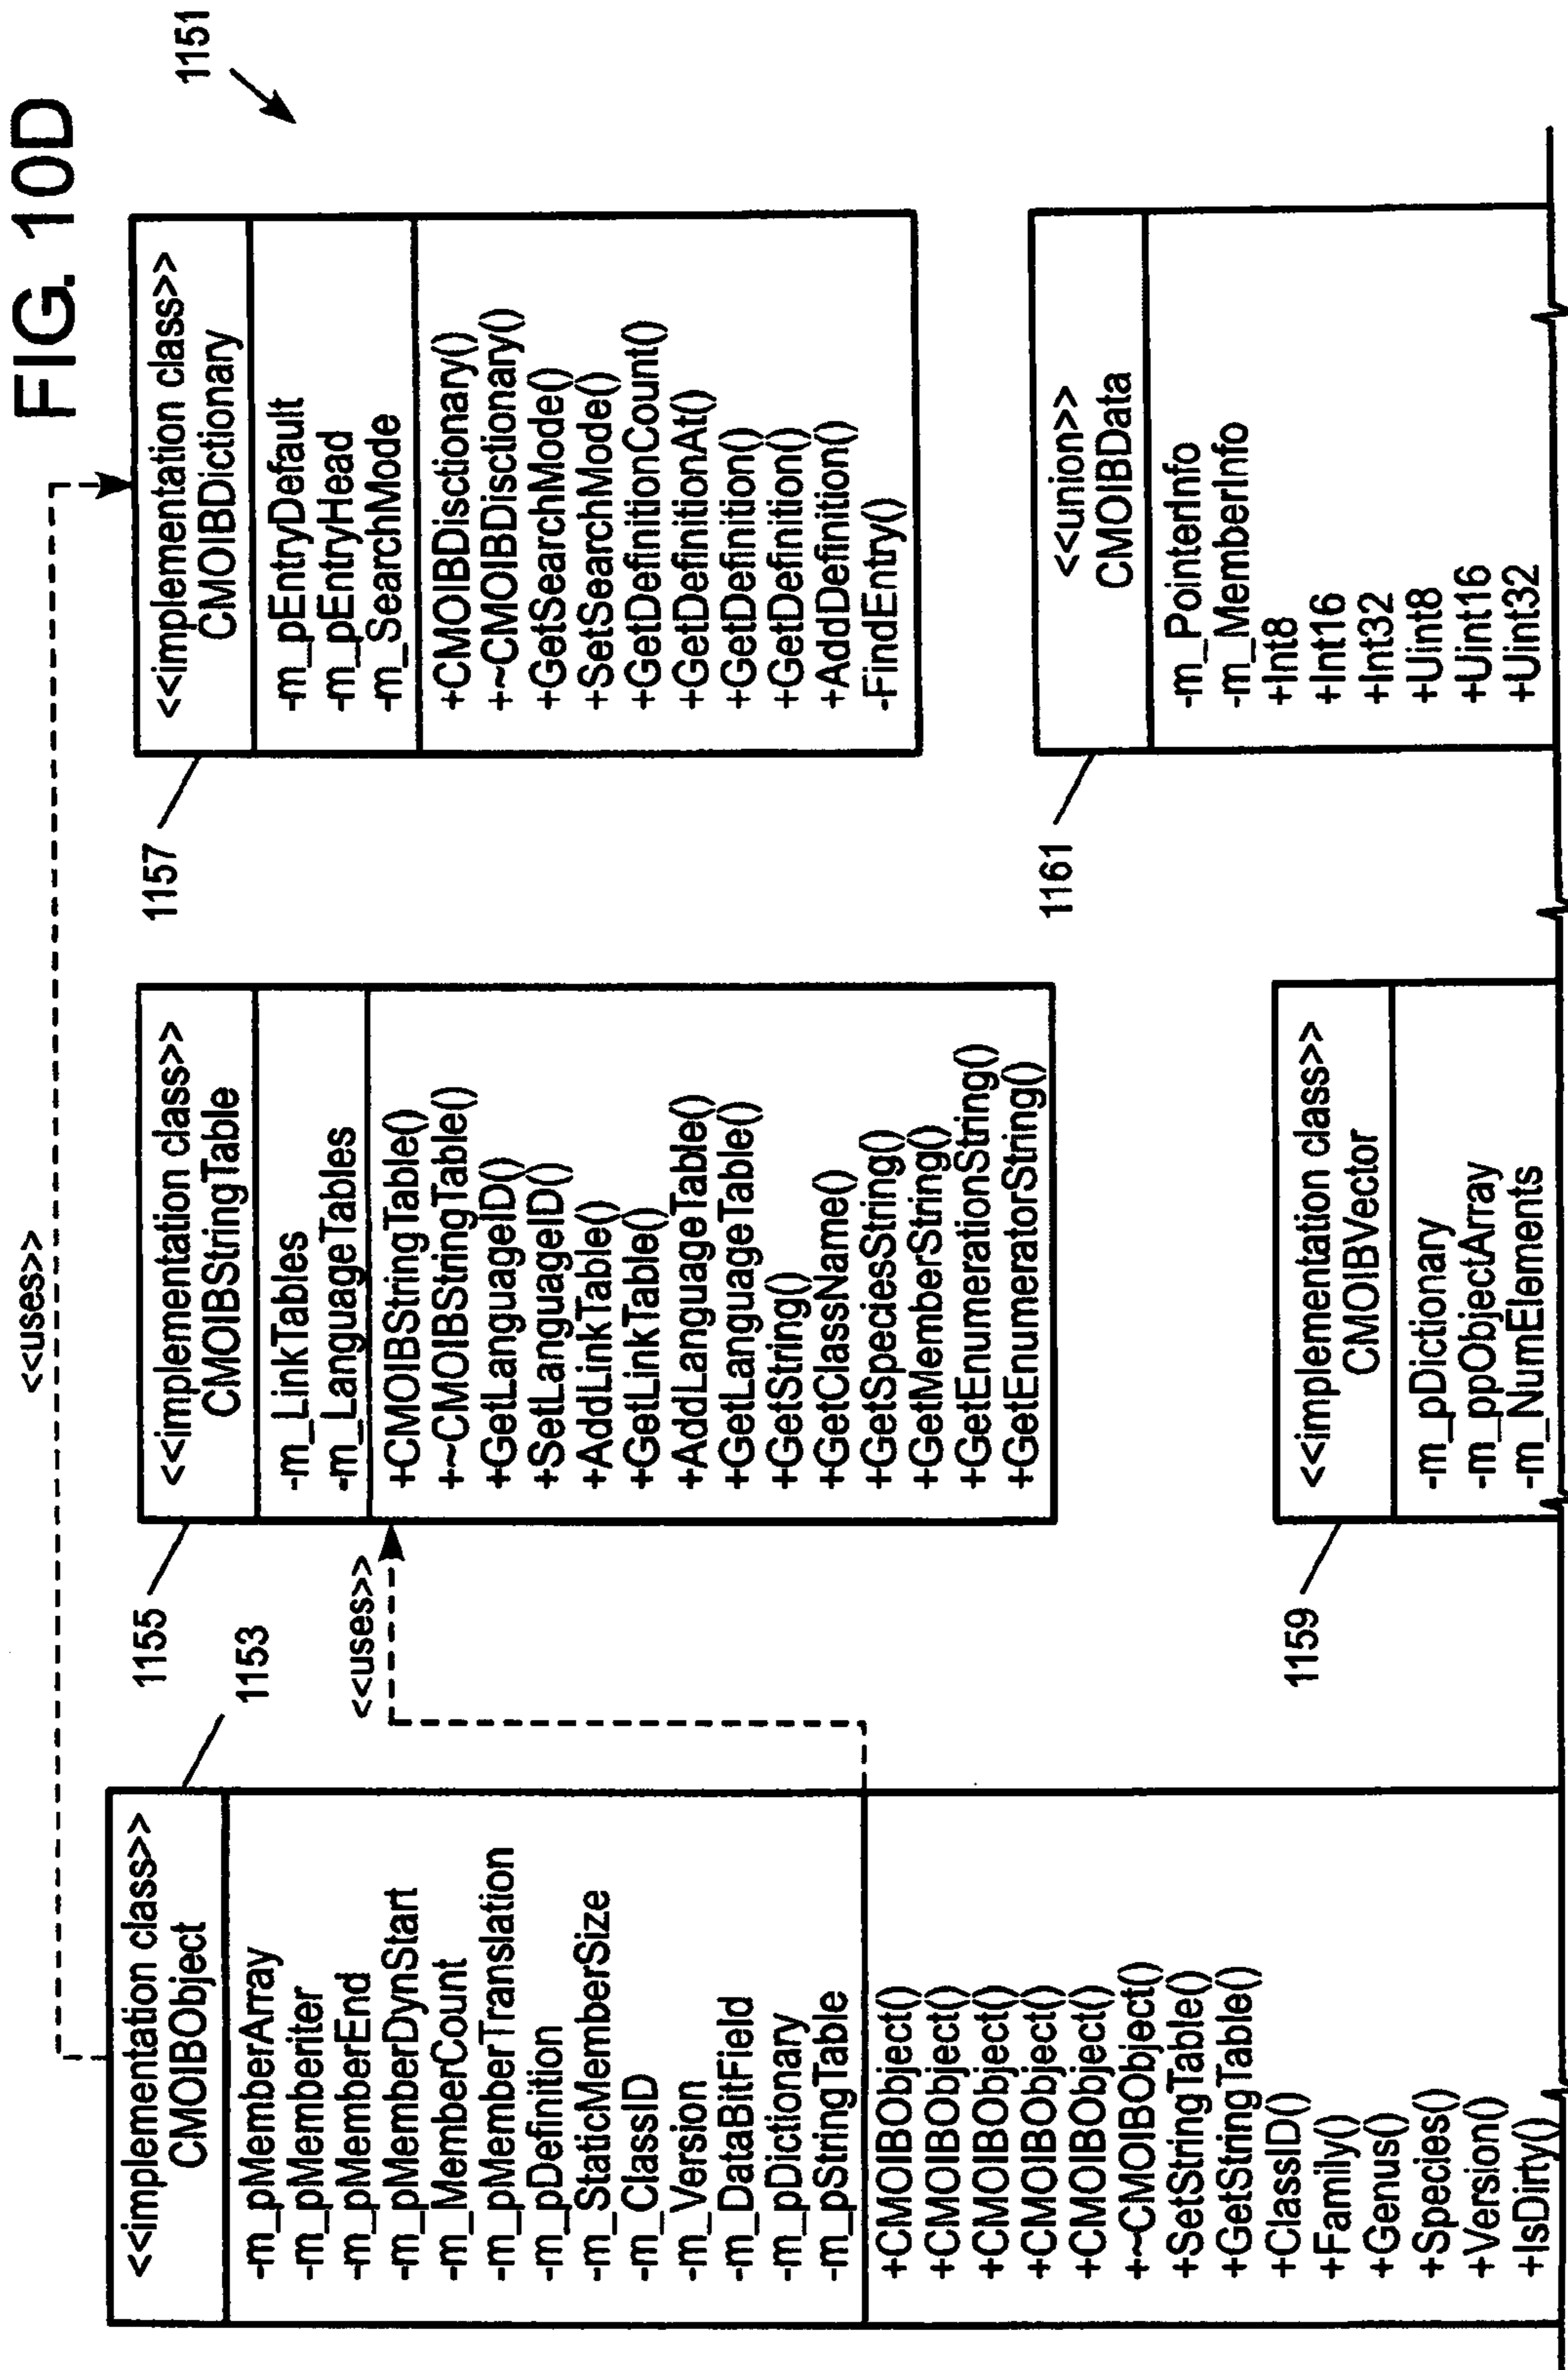 FIG. 10D
1151
<<uses>>
1153
<<implementation class>>
CMOIBObject
-m_pMemberArray
-m_pMemberiter
-m_pMemberEnd
-m_pMemberDynStart
-m_MemberCount
-m_pMemberTranslation
-m_pDefinition
-m_StaticMemberSize
-m_ClassID
-m_Version
-m_DataBitField
-m_pDictionary
-m_pStringTable
+CMOIBObject()
+CMOIBObject()
+CMOIBObject()
+CMOIBObject()
+CMOIBObject()
+~CMOIBObject()
+SetStringTable()
+GetStringTable()
+ClassID()
+Family()
+Genus()
+Species()
+Version()
+IsDirty()
<<uses>>
1155
<<implementation class>>
CMOIBStringTable
-m_LinkTables
-m_LanguageTables
+CMOIBStringTable()
+~CMOIBStringTable()
+GetLanguageID()
+SetLanguageID()
+AddLinkTable()
+GetLinkTable()
+AddLanguageTable()
+GetLanguageTable()
+GetString()
+GetClassName()
+GetSpeciesString()
+GetMemberString()
+GetEnumerationString()
+GetEnumeratorString()
1157
<<implementation class>>
CMOIBDictionary
-m_pEntryDefault
-m_pEntryHead
-m_SearchMode
+CMOIBDisctionary()
+~CMOIBDisctionary()
+GetSearchMode()
+SetSearchMode()
+GetDefinitionCount()
+GetDefinitionAt()
+GetDefinition()
+GetDefinition()
+AddDefinition()
-FindEntry()
1159
<<implementation class>>
CMOIBVector
-m_pDictionary
-m_ppObjectArray
-m_NumElements
1161
<<union>>
CMOIBData
-m_PointerInfo
-m_MemberInfo
+Int8
+Int16
+Int32
+Uint8
+Uint16
+Uint32